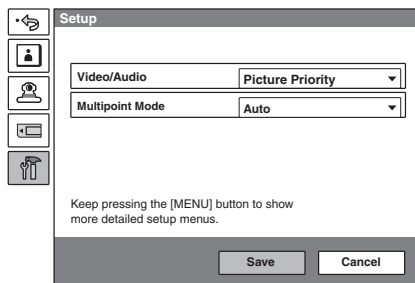 Setup
Video/Audio Picture Priority
Multipoint Mode Auto
Keep pressing the [MENU] button to show
more detailed setup menus.
Save Cancel